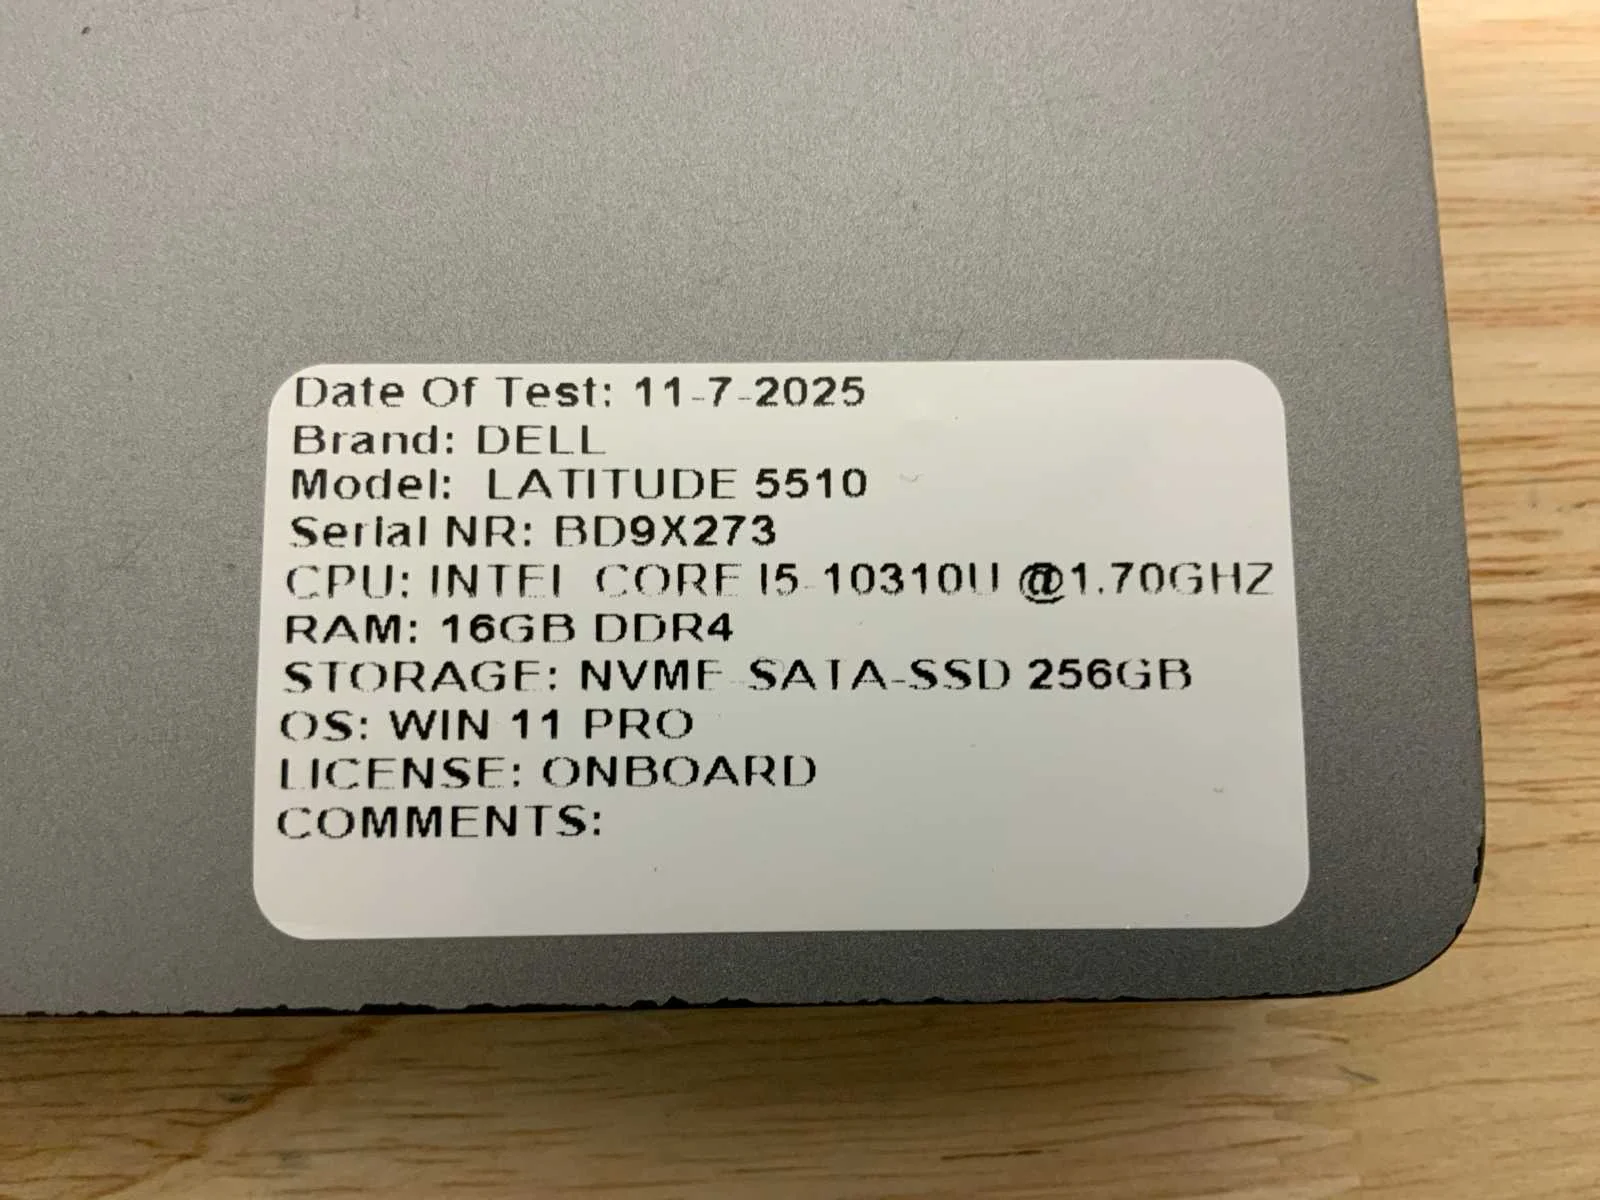 Date Of Test: 11-7-2025
Brand: DELL
Model: LATITUDE 5510
Serial NR: BD9X273
CPU: INTEL CORE I5-10310U @1.70GHZ
RAM: 16GB DDR4
STORAGE: NVME-SATA-SSD 256GB
OS: WIN 11 PRO
LICENSE: ONBOARD
COMMENTS: